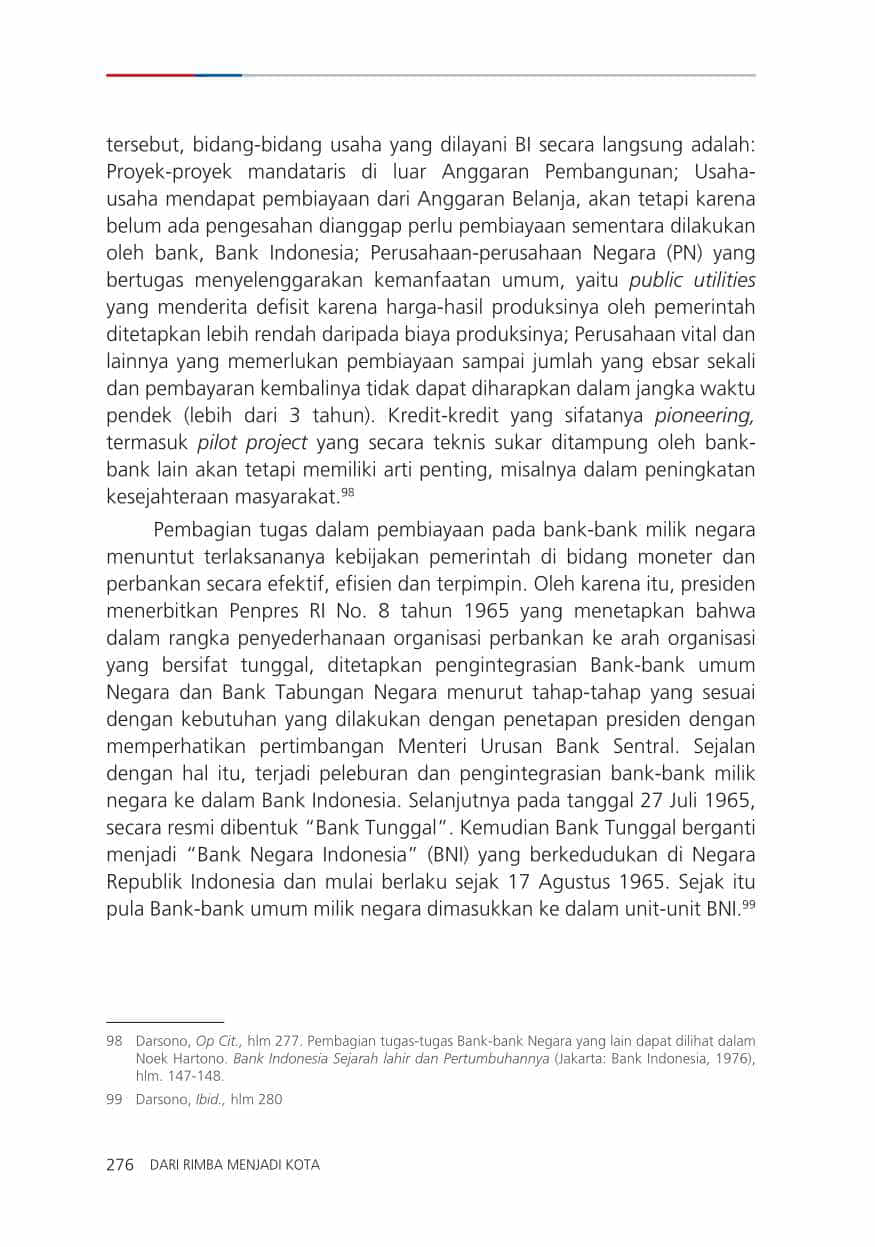 tersebut, bidang-bidang usaha yang dilayani BI secara langsung adalah:
Proyek-proyek mandataris di luar Anggaran Pembangunan; Usaha-
usaha mendapat pembiayaan dari Anggaran Belanja, akan tetapi karena
belum ada pengesahan dianggap perlu pembiayaan sementara dilakukan
oleh bank, Bank Indonesia; Perusahaan-perusahaan Negara (PN) yang
bertugas menyelenggarakan kemanfaatan umum, yaitu public utilities
yang menderita defisit karena harga-hasil produksinya oleh pemerintah
ditetapkan lebih rendah daripada biaya produksinya; Perusahaan vital dan
lainnya yang memerlukan pembiayaan sampai jumlah yang ebsar sekali
dan pembayaran kembalinya tidak dapat diharapkan dalam jangka waktu
pendek (lebih dari 3 tahun). Kredit-kredit yang sifatanya pioneering,
termasuk pilot project yang secara teknis sukar ditampung oleh bank-
bank lain akan tetapi memiliki arti penting, misalnya dalam peningkatan
kesejahteraan masyarakat.98
Pembagian tugas dalam pembiayaan pada bank-bank milik negara
menuntut terlaksananya kebijakan pemerintah di bidang moneter dan
perbankan secara efektif, efisien dan terpimpin. Oleh karena itu, presiden
menerbitkan Penpres RI No. 8 tahun 1965 yang menetapkan bahwa
dalam rangka penyederhanaan organisasi perbankan ke arah organisasi
yang bersifat tunggal, ditetapkan pengintegrasian Bank-bank umum
Negara dan Bank Tabungan Negara menurut tahap-tahap yang sesuai
dengan kebutuhan yang dilakukan dengan penetapan presiden dengan
memperhatikan pertimbangan Menteri Urusan Bank Sentral. Sejalan
dengan hal itu, terjadi peleburan dan pengintegrasian bank-bank milik
negara ke dalam Bank Indonesia. Selanjutnya pada tanggal 27 Juli 1965,
secara resmi dibentuk “Bank Tunggal”. Kemudian Bank Tunggal berganti
menjadi “Bank Negara Indonesia” (BNI) yang berkedudukan di Negara
Republik Indonesia dan mulai berlaku sejak 17 Agustus 1965. Sejak itu
pula Bank-bank umum milik negara dimasukkan ke dalam unit-unit BNI.99
98 Darsono, Op Cit., hlm 277. Pembagian tugas-tugas Bank-bank Negara yang lain dapat dilihat dalam
Noek Hartono. Bank Indonesia Sejarah lahir dan Pertumbuhannya (Jakarta: Bank Indonesia, 1976),
hlm. 147-148.
99 Darsono, Ibid., hlm 280
276 DARI RIMBA MENJADI KOTA